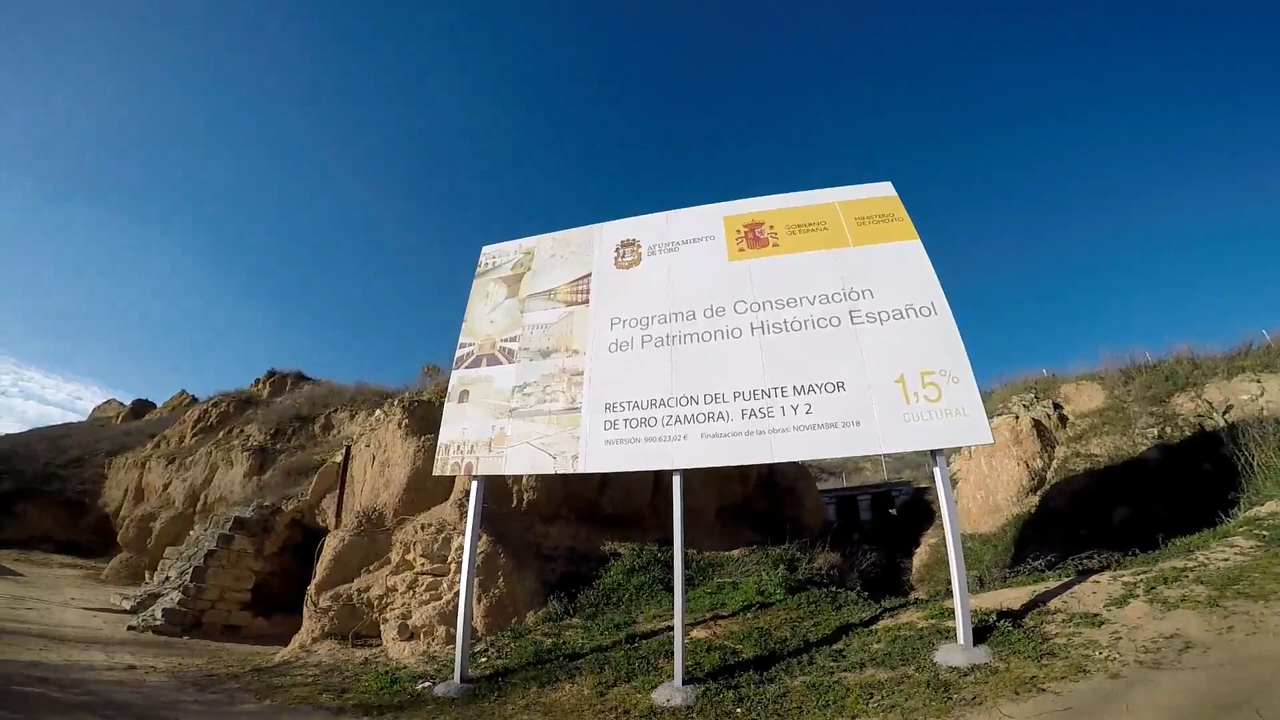 AYUNTAMIENTO
DE TORO
GOBIERNO
DE ESPAÑA
MINISTERIO
DE FOMENTO
Programa de Conservación
del Patrimonio Histórico Español
RESTAURACIÓN DEL PUENTE MAYOR
DE TORO (ZAMORA). FASE 1 Y 2
INVERSIÓN: 990.623,02 € Finalización de las obras: NOVIEMBRE 2018
1,5%
CULTURAL